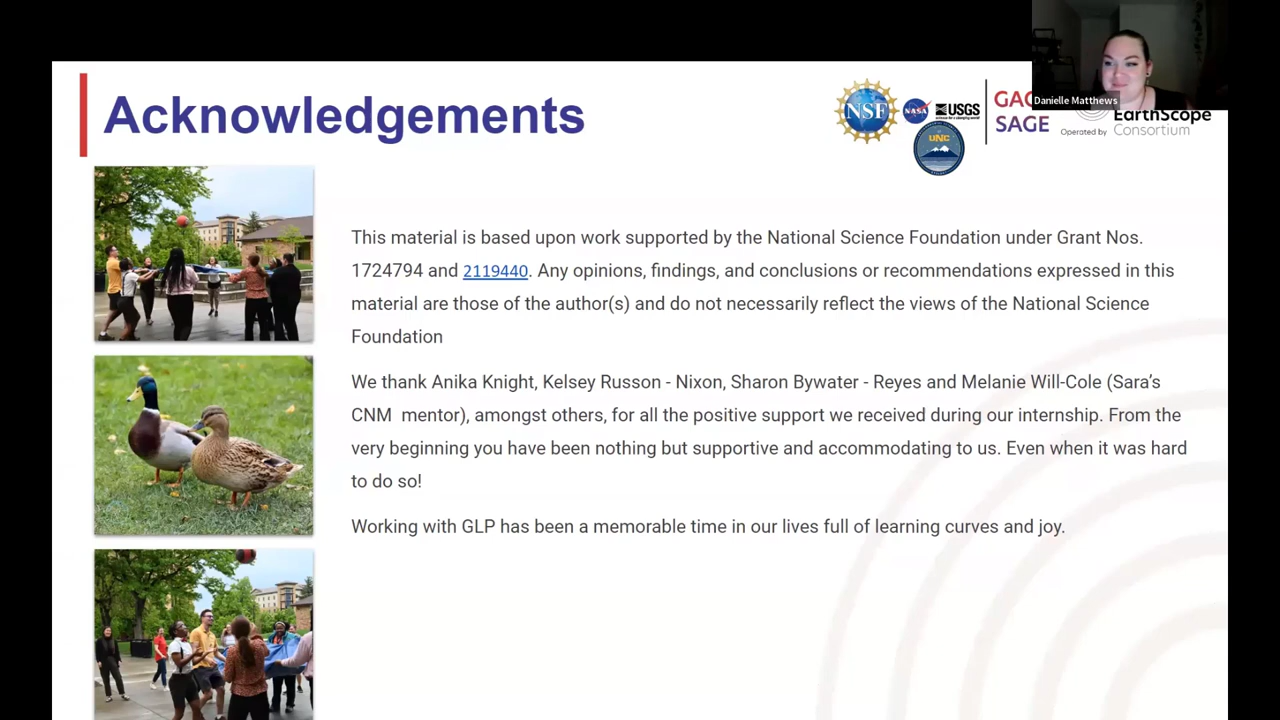 Danielle Matthews
Acknowledgements
NSF
NASA
USGS
UNC
SAGE
Operated by
EarthScope
Consortium
This material is based upon work supported by the National Science Foundation under Grant Nos.
1724794 and 2119440. Any opinions, findings, and conclusions or recommendations expressed in this
material are those of the author(s) and do not necessarily reflect the views of the National Science
Foundation
We thank Anika Knight, Kelsey Russon - Nixon, Sharon Bywater - Reyes and Melanie Will-Cole (Sara's
CNM mentor), amongst others, for all the positive support we received during our internship. From the
very beginning you have been nothing but supportive and accommodating to us. Even when it was hard
to do so!
Working with GLP has been a memorable time in our lives full of learning curves and joy.